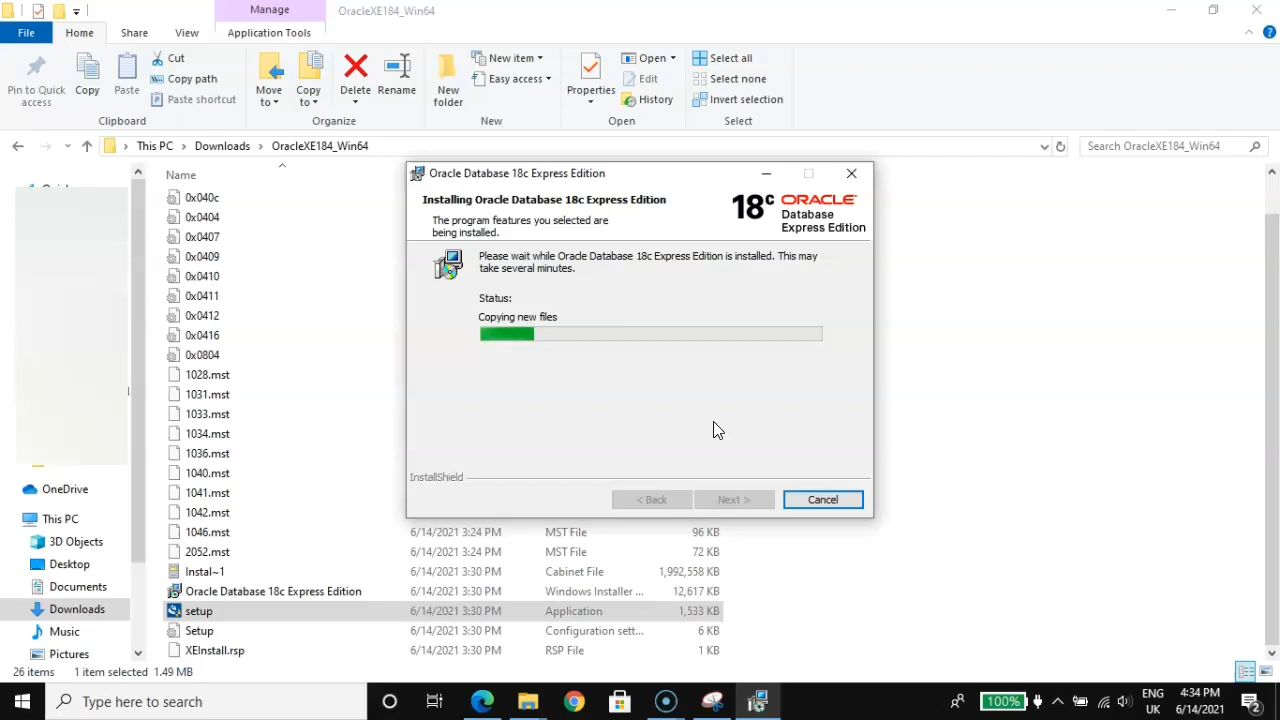 Manage
OracleXE184_Win64
File
Home
Share
View
Application Tools
Pin to Quick
access
Copy
Paste
Cut
Copy path
Paste shortcut
Clipboard
Move
to
Copy
to
Delete
Rename
Organize
New
folder
New item
Easy access
New
Properties
Open
Edit
History
Open
Select all
Select none
Invert selection
Select
This PC > Downloads > OracleXE184_Win64
Search OracleXE184_Win64
Name
0x040c
0x0404
0x0407
0x0409
0x0410
0x0411
0x0412
0x0416
0x0804
1028.mst
1031.mst
1033.mst
1034.mst
1036.mst
1040.mst
1041.mst
1042.mst
1046.mst 6/14/2021 3:24 PM MST File 96 KB
2052.mst 6/14/2021 3:24 PM MST File 72 KB
Instal~1 6/14/2021 3:30 PM Cabinet File 1,992,558 KB
Oracle Database 18c Express Edition 6/14/2021 3:30 PM Windows Installer ... 12,617 KB
setup 6/14/2021 3:30 PM Application 1,533 KB
Setup 6/14/2021 3:30 PM Configuration sett... 6 KB
XEInstall.rsp 6/14/2021 3:30 PM RSP File 1 KB
OneDrive
This PC
3D Objects
Desktop
Documents
Downloads
Music
Pictures
Oracle Database 18c Express Edition
Installing Oracle Database 18c Express Edition
The program features you selected are
being installed.
18c ORACLE
Database
Express Edition
Please wait while Oracle Database 18c Express Edition is installed. This may
take several minutes.
Status:
Copying new files
InstallShield
< Back
Next >
Cancel
26 items
1 item selected 1.49 MB
Type here to search
100%
ENG
UK
4:34 PM
6/14/2021
2